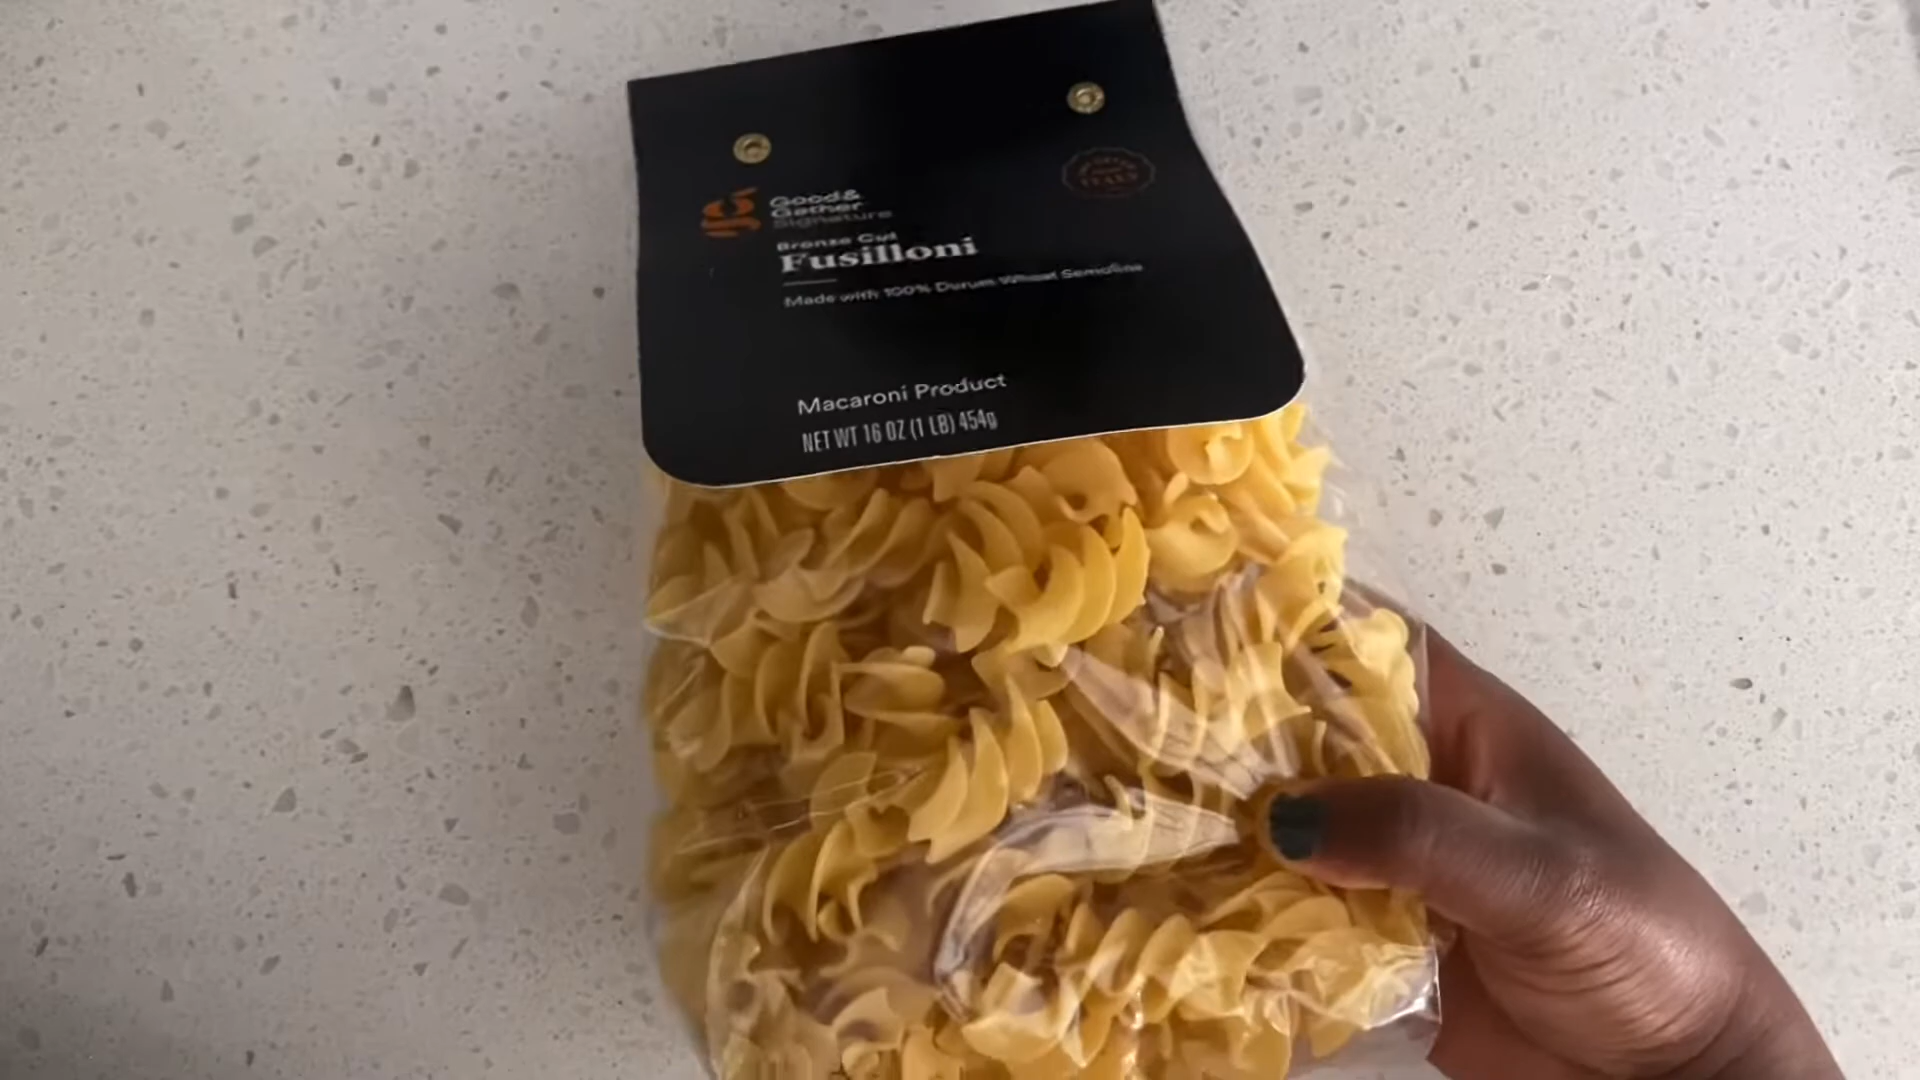 Good&
Gather
Signature
Bronze Cut
Fusilloni
Made with 100% Durum Wheat Semolina
ITALY
Macaroni Product
NET WT 16 OZ (1 LB) 454g